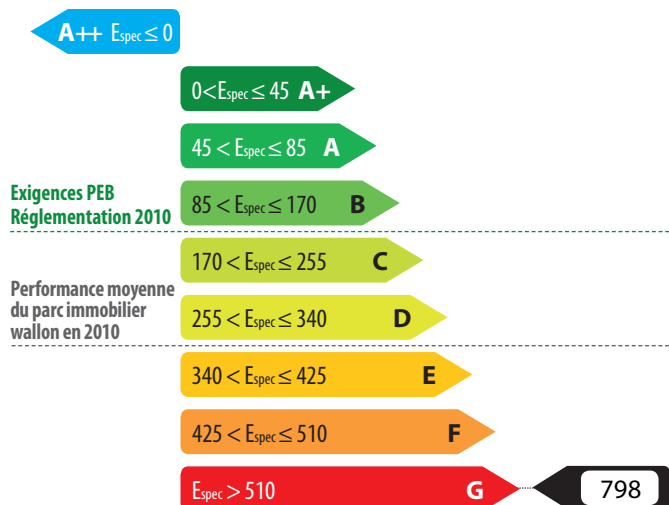 A++ Espec ≤ 0
0<Espec ≤ 45 A+
45 < Espec ≤ 85 A
Exigences PEB
Réglementation 2010
85 < Espec ≤ 170 B
170 < Espec ≤ 255 C
Performance moyenne
du parc immobilier
wallon en 2010
255 < Espec ≤ 340 D
340 < Espec ≤ 425 E
425 < Espec ≤ 510 F
Espec > 510 G 798